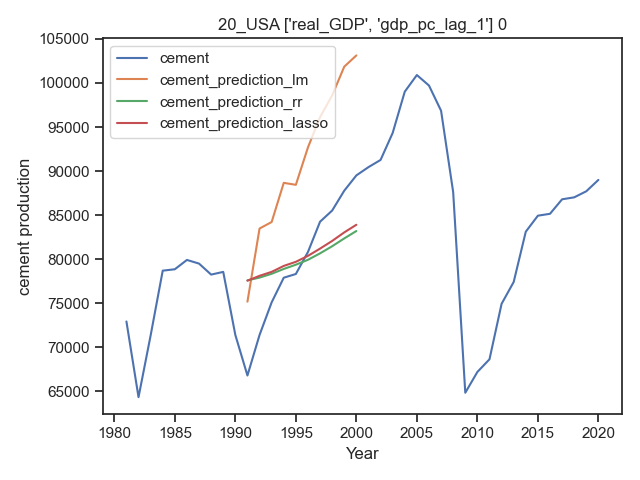 20_USA ['real_GDP', 'gdp_pc_lag_1'] 0
105000
100000
95000
90000
85000
80000
75000
70000
65000
cement production
cement
cement_prediction_lm
cement_prediction_rr
cement_prediction_lasso
1980 1985 1990 1995 2000 2005 2010 2015 2020
Year